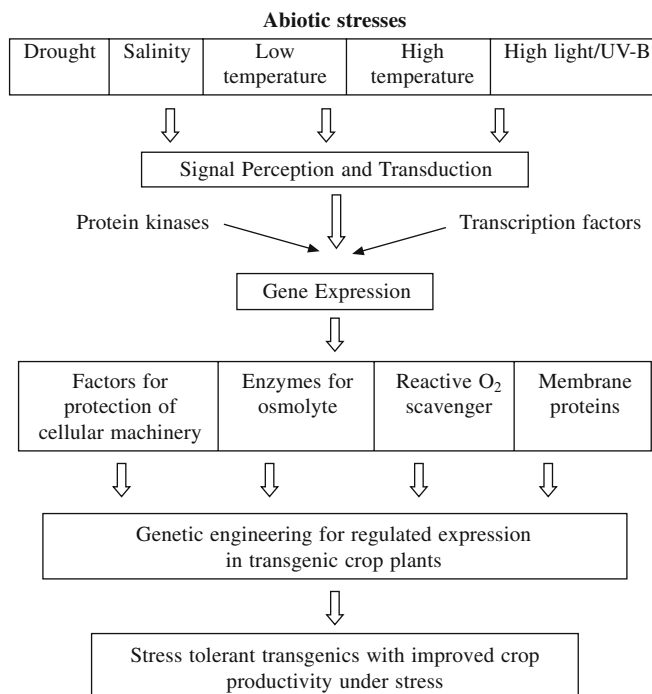 Abiotic stresses
Drought Salinity Low temperature High temperature High light/UV-B
Signal Perception and Transduction
Protein kinases Transcription factors
Gene Expression
Factors for protection of cellular machinery
Enzymes for osmolyte
Reactive O₂ scavenger
Membrane proteins
Genetic engineering for regulated expression
in transgenic crop plants
Stress tolerant transgenics with improved crop
productivity under stress